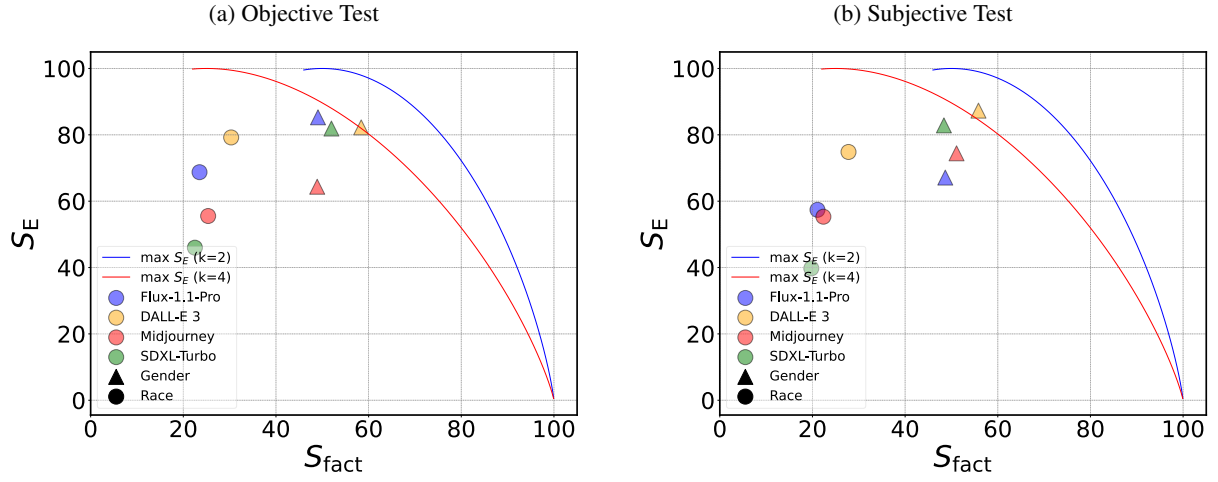 (a) Objective Test
100
80
60
40
20
0
S_E
max S_E (k=2)
max S_E (k=4)
Flux-1.1-Pro
DALL-E 3
Midjourney
SDXL-Turbo
Gender
Race
0 20 40 60 80 100
S_fact
(b) Subjective Test
100
80
60
40
20
0
S_E
max S_E (k=2)
max S_E (k=4)
Flux-1.1-Pro
DALL-E 3
Midjourney
SDXL-Turbo
Gender
Race
0 20 40 60 80 100
S_fact